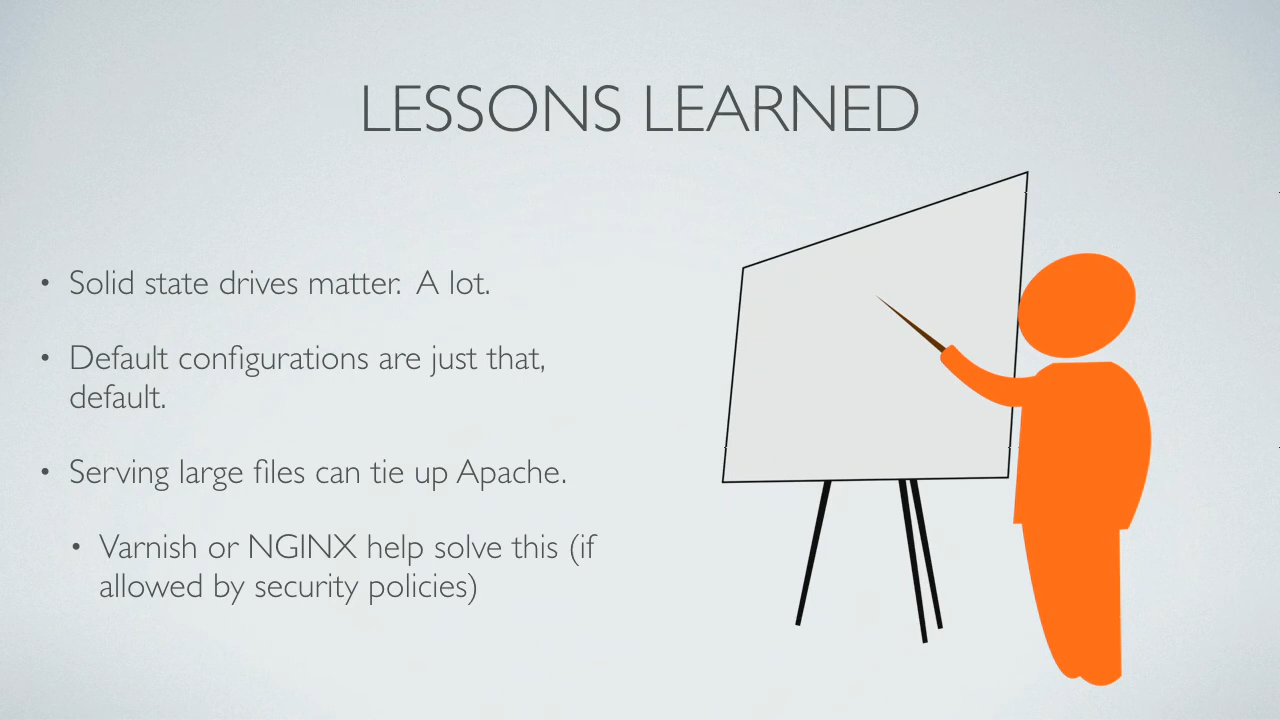 LESSONS LEARNED
• Solid state drives matter.  A lot.
• Default configurations are just that,
default.
• Serving large files can tie up Apache.
• Varnish or NGINX help solve this (if
allowed by security policies)